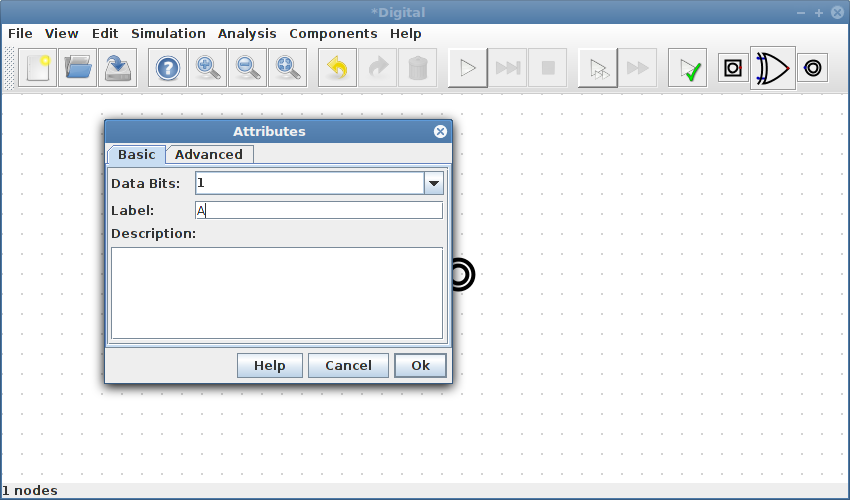 *Digital
File View Edit Simulation Analysis Components Help
Attributes
Basic Advanced
Data Bits: 1
Label: A
Description:
Help Cancel Ok
1 nodes